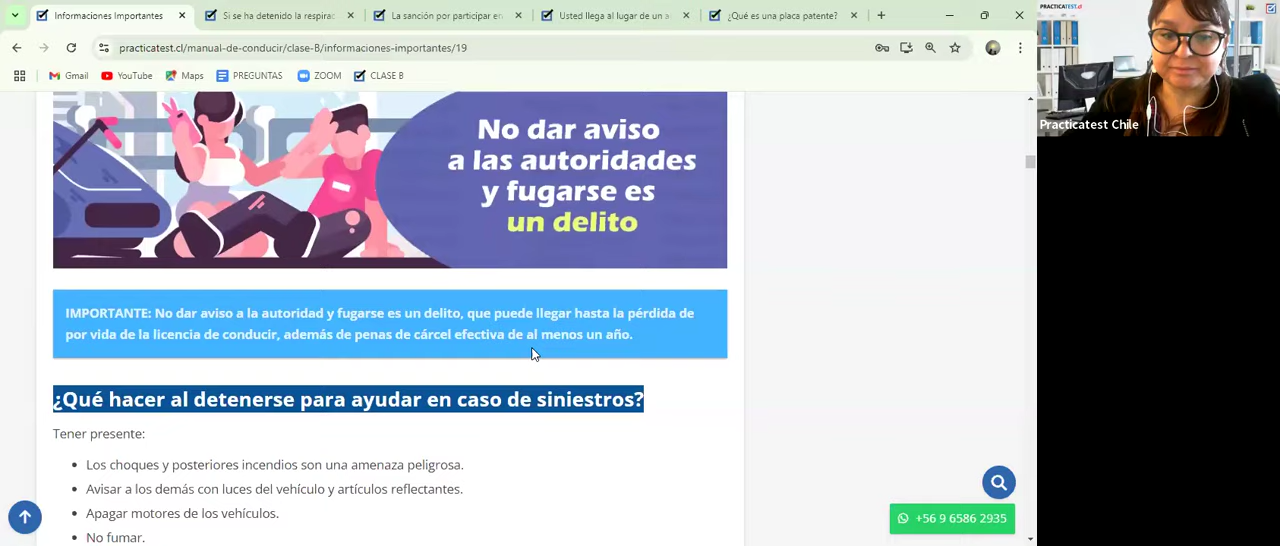 Informaciones Importantes
Si se ha detenido la respirac
La sanción por participar en
Usted llega al lugar de un a
¿Qué es una placa patente?
practicatest.cl/manual-de-conducir/clase-B/informaciones-importantes/19
Gmail
YouTube
Maps
PREGUNTAS
ZOOM
CLASE B
PRACTICATEST.cl
Practicatest Chile
No dar aviso
a las autoridades
y fugarse es
un delito
IMPORTANTE: No dar aviso a la autoridad y fugarse es un delito, que puede llegar hasta la pérdida de
por vida de la licencia de conducir, además de penas de cárcel efectiva de al menos un año.
¿Qué hacer al detenerse para ayudar en caso de siniestros?
Tener presente:
• Los choques y posteriores incendios son una amenaza peligrosa.
• Avisar a los demás con luces del vehículo y artículos reflectantes.
• Apagar motores de los vehículos.
• No fumar.
+56 9 6586 2935